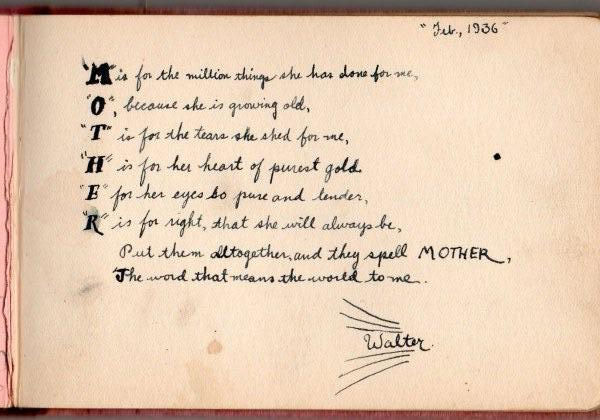 "Feb., 1936"
"M" is for the million things she has done for me,
"O", because she is growing old,
"T" is for the tears she shed for me,
"H" is for her heart of purest gold.
"E" for her eyes so pure and tender,
"R" is for right, that she will always be,
Put them altogether, and they spell MOTHER,
The word that means the world to me.
Walter.